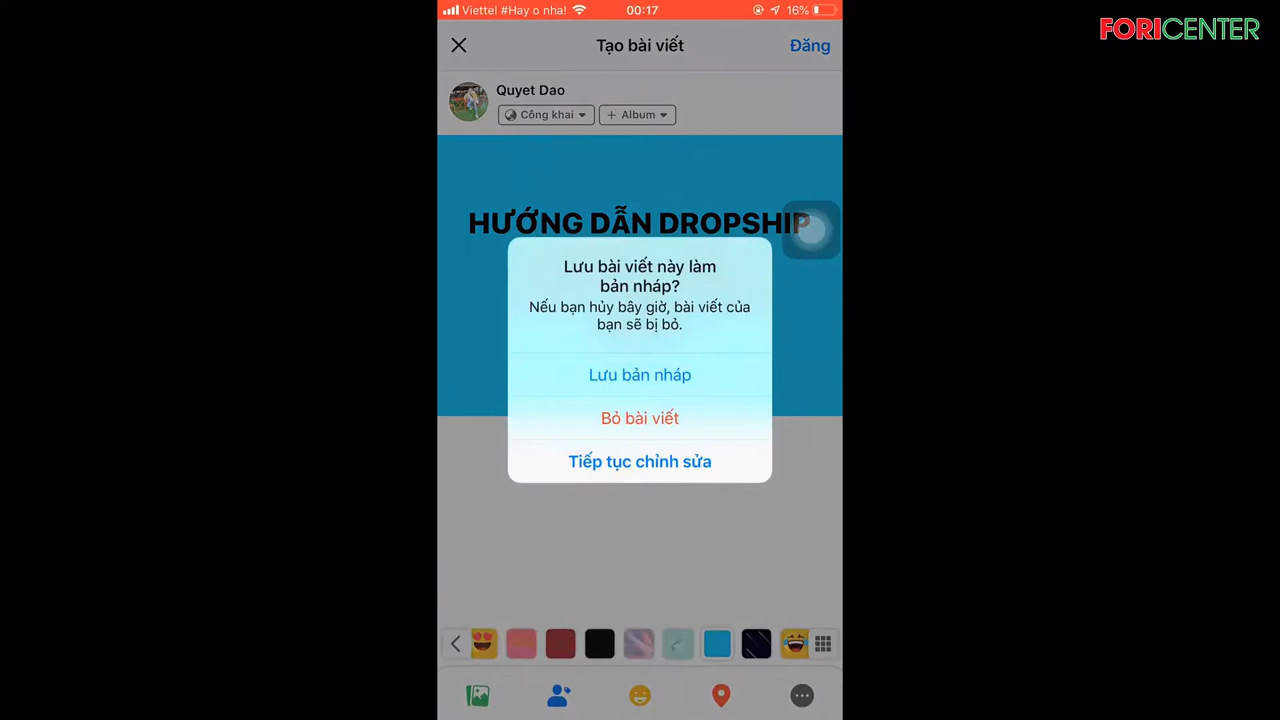 Viettel #Hay o nha!
00:17
16%
FORICENTER
Tạo bài viết
Đăng
Quyet Dao
Công khai
+ Album
HƯỚNG DẪN DROPSHIP
Lưu bài viết này làm
bản nháp?
Nếu bạn hủy bây giờ, bài viết của
bạn sẽ bị bỏ.
Lưu bản nháp
Bỏ bài viết
Tiếp tục chỉnh sửa